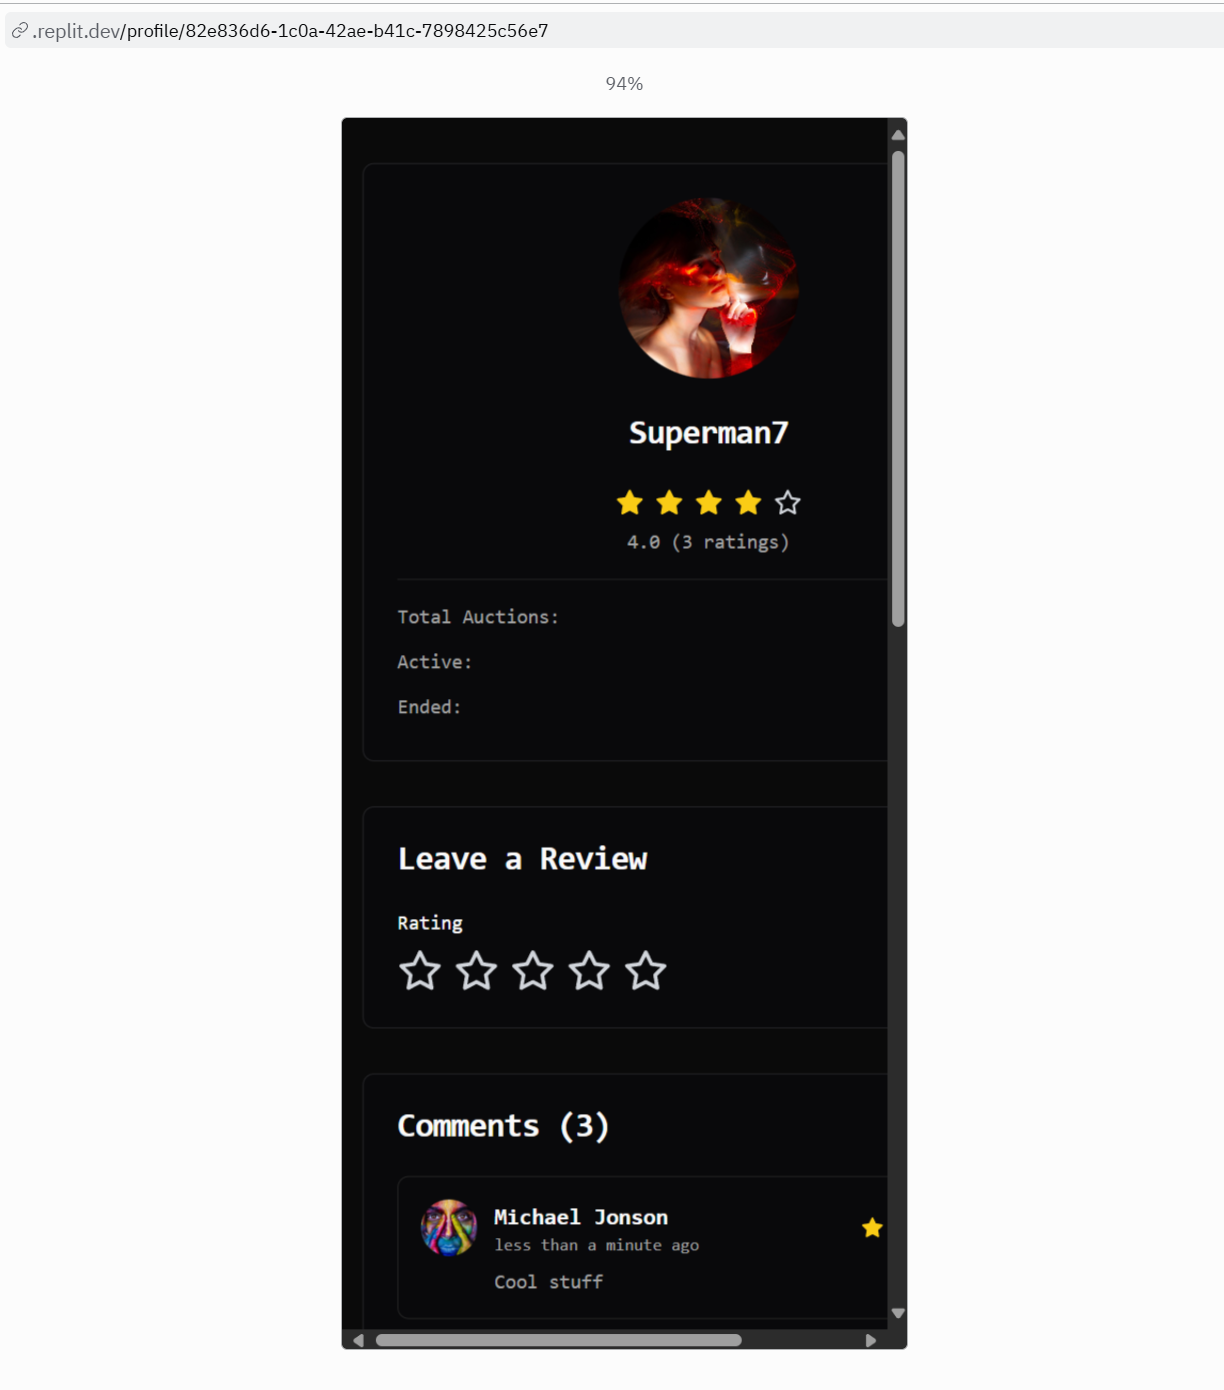 .replit.dev/profile/82e836d6-1c0a-42ae-b41c-7898425c56e7
94%
Superman7
4.0 (3 ratings)
Total Auctions:
Active:
Ended:
Leave a Review
Rating
Comments (3)
Michael Jonson
less than a minute ago
Cool stuff